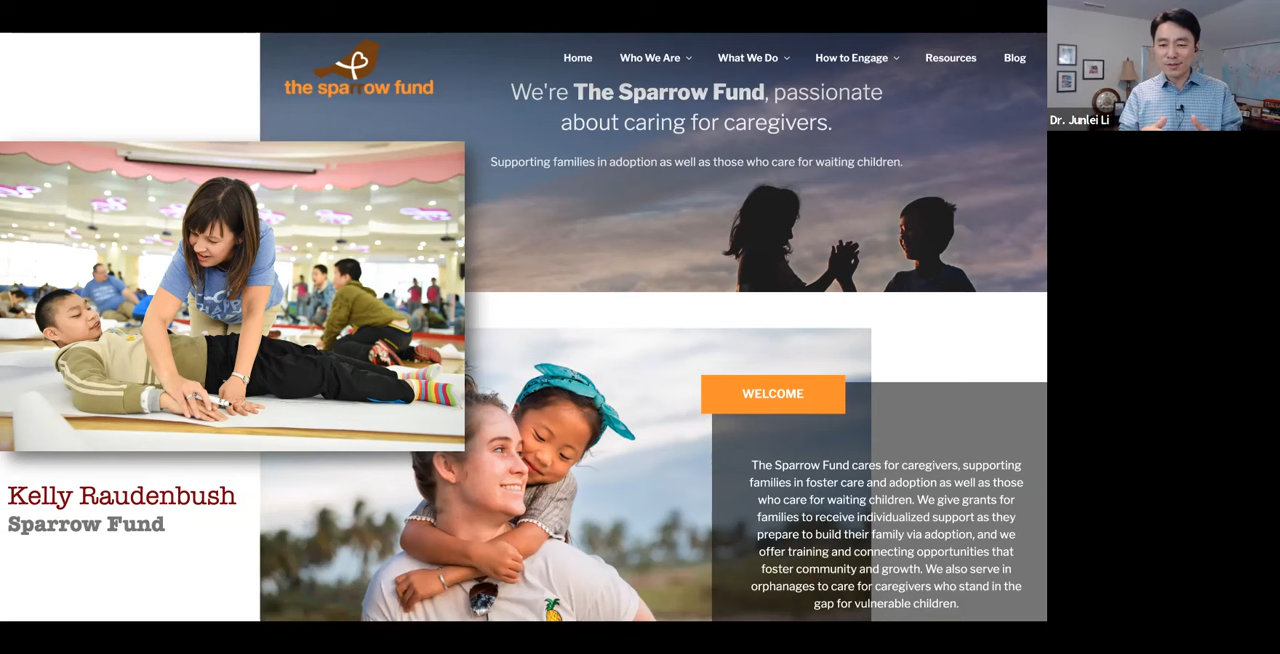 the sparrow fund
Home
Who We Are
What We Do
How to Engage
Resources
Blog
We're The Sparrow Fund, passionate
about caring for caregivers.
Supporting families in adoption as well as those who care for waiting children.
Dr. Junlei Li
Kelly Raudenbush
Sparrow Fund
WELCOME
The Sparrow Fund cares for caregivers, supporting
families in foster care and adoption as well as those
who care for waiting children. We give grants for
families to receive individualized support as they
prepare to build their family via adoption, and we
offer training and connecting opportunities that
foster community and growth. We also serve in
orphanages to care for caregivers who stand in the
gap for vulnerable children.